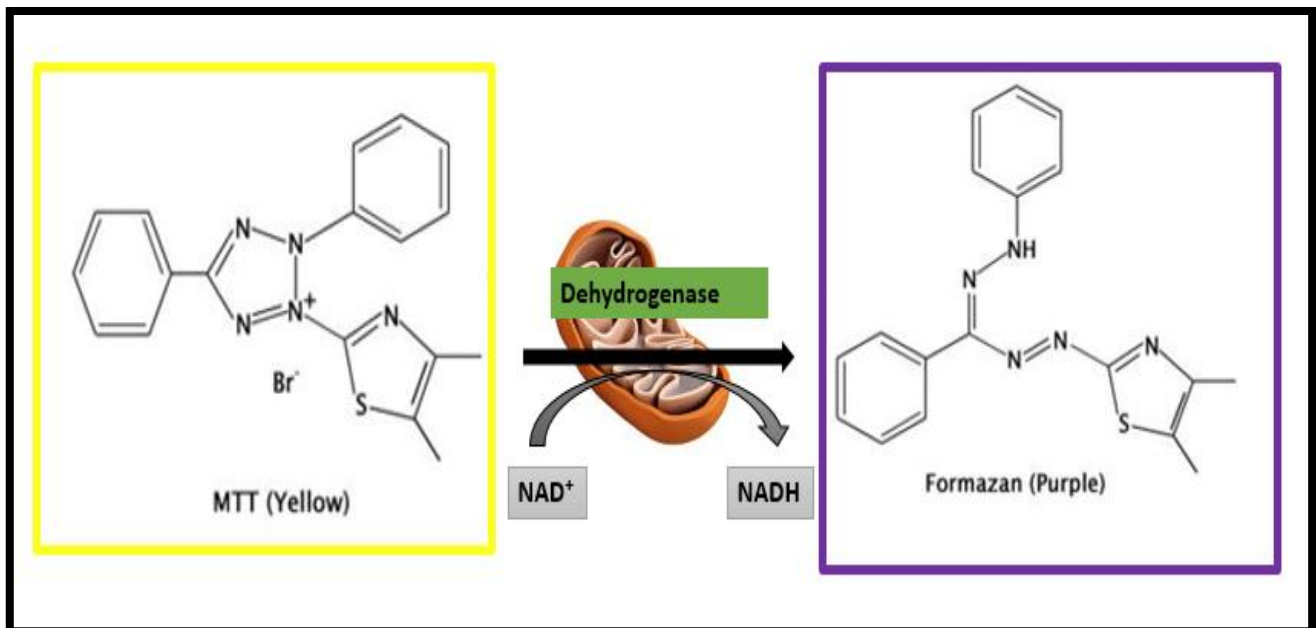 N
N
N
N⁺
N
S
Br⁻
MTT (Yellow)
Dehydrogenase
NAD⁺
NADH
NH
N
N
N
N
S
Formazan (Purple)